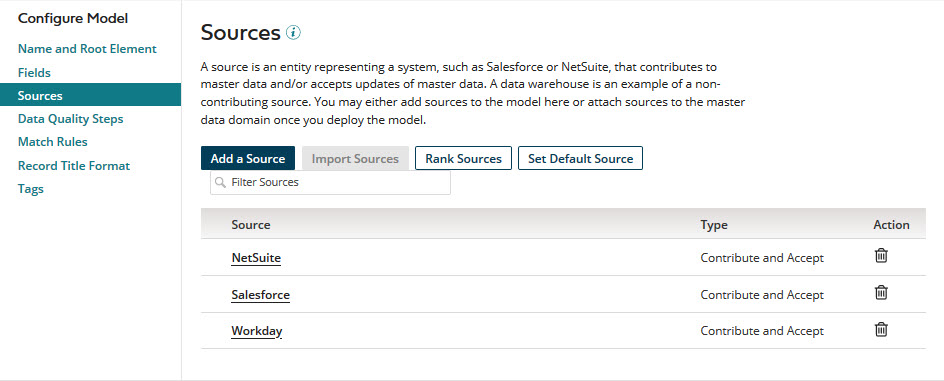 Configure Model
Name and Root Element
Fields
Sources
Data Quality Steps
Match Rules
Record Title Format
Tags
Sources i
A source is an entity representing a system, such as Salesforce or NetSuite, that contributes to
master data and/or accepts updates of master data. A data warehouse is an example of a non-
contributing source. You may either add sources to the model here or attach sources to the master
data domain once you deploy the model.
Add a Source Import Sources Rank Sources Set Default Source
Filter Sources
Source Type Action
NetSuite Contribute and Accept
Salesforce Contribute and Accept
Workday Contribute and Accept